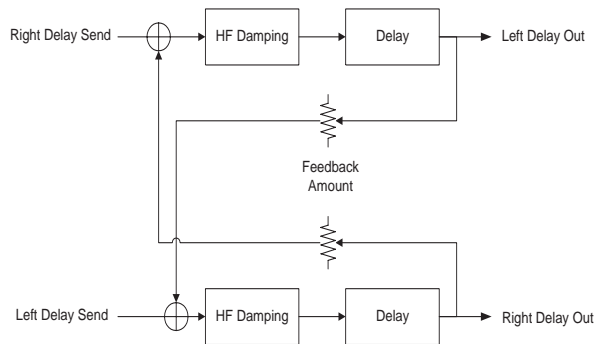 Right Delay Send
HF Damping
Delay
Left Delay Out
Feedback
Amount
Left Delay Send
HF Damping
Delay
Right Delay Out